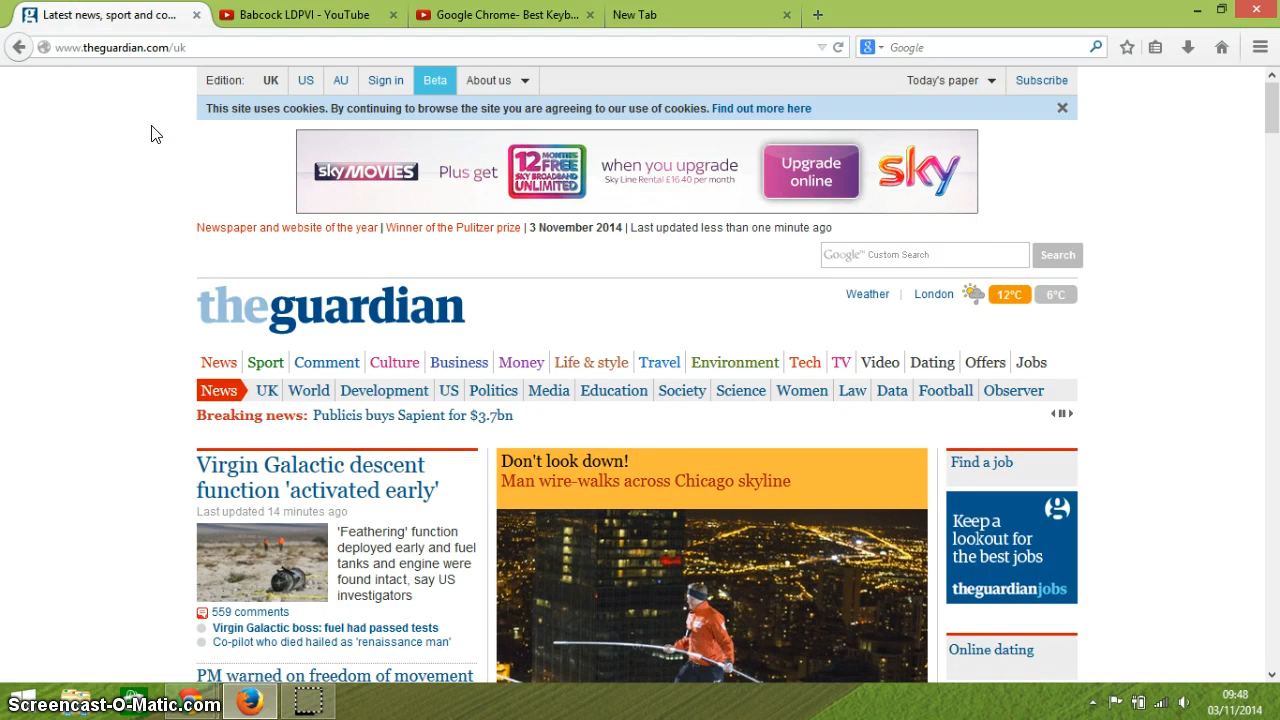 Latest news, sport and co...
Babcock LDPVI - YouTube
Google Chrome- Best Keyb...
New Tab
www.theguardian.com/uk
Google
Edition: UK US AU Sign in Beta About us Today's paper Subscribe
This site uses cookies. By continuing to browse the site you are agreeing to our use of cookies. Find out more here
sky MOVIES Plus get 12 MONTHS FREE SKY BROADBAND UNLIMITED when you upgrade Upgrade online sky
Sky Line Rental £16.40 per month
Newspaper and website of the year | Winner of the Pulitzer prize | 3 November 2014 | Last updated less than one minute ago
Google™ Custom Search Search
theguardian
Weather | London 12°C 6°C
News Sport Comment Culture Business Money Life & style Travel Environment Tech TV Video Dating Offers Jobs
News UK World Development US Politics Media Education Society Science Women Law Data Football Observer
Breaking news: Publicis buys Sapient for $3.7bn
Virgin Galactic descent
function 'activated early'
Last updated 14 minutes ago
'Feathering' function
deployed early and fuel
tanks and engine were
found intact, say US
investigators
559 comments
Virgin Galactic boss: fuel had passed tests
Co-pilot who died hailed as 'renaissance man'
PM warned on freedom of movement
Don't look down!
Man wire-walks across Chicago skyline
Find a job
Keep a
lookout for
the best jobs
theguardianjobs
Online dating
Screencast-O-Matic.com
09:48
03/11/2014